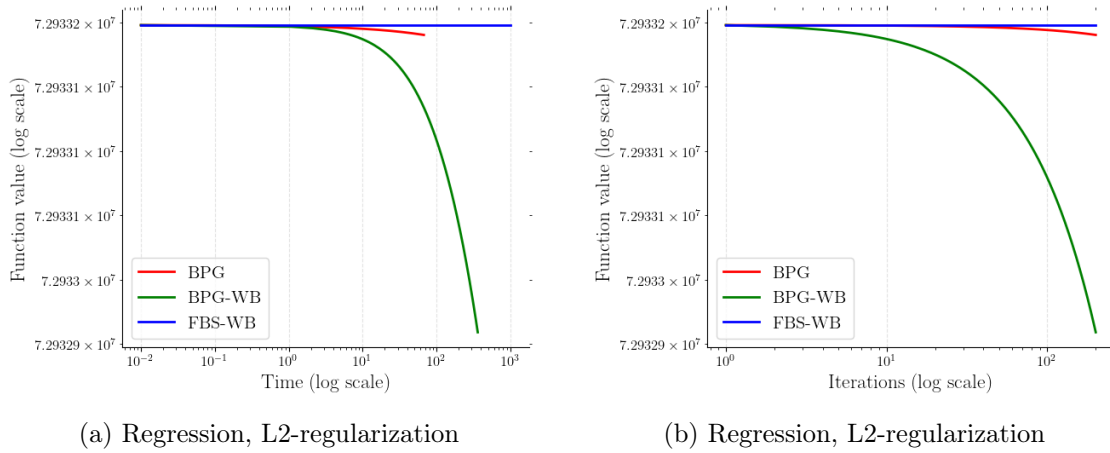 Function value (log scale)
7.29332 × 10^7
7.29331 × 10^7
7.29331 × 10^7
7.29331 × 10^7
7.2933 × 10^7
7.29329 × 10^7
BPG
BPG-WB
FBS-WB
10^−2
10^−1
10^0
10^1
10^2
10^3
Time (log scale)
(a) Regression, L2-regularization
Function value (log scale)
7.29332 × 10^7
7.29331 × 10^7
7.29331 × 10^7
7.29331 × 10^7
7.2933 × 10^7
7.29329 × 10^7
BPG
BPG-WB
FBS-WB
10^0
10^1
10^2
Iterations (log scale)
(b) Regression, L2-regularization